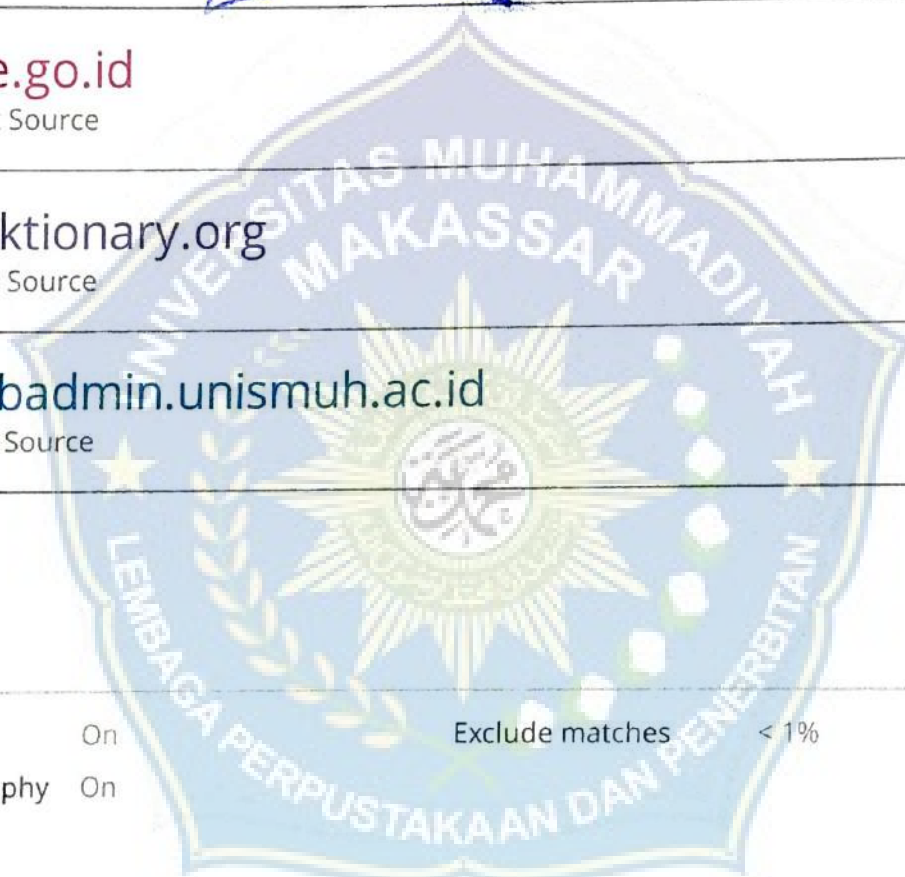 e.go.id
Source
ktionary.org
Source
badmin.unismuh.ac.id
Source
On
Exclude matches < 1%
phy On
UNIVERSITAS MUHAMMADIYAH
MAKASSAR
LEMBAGA PERPUSTAKAAN DAN PENERBITAN